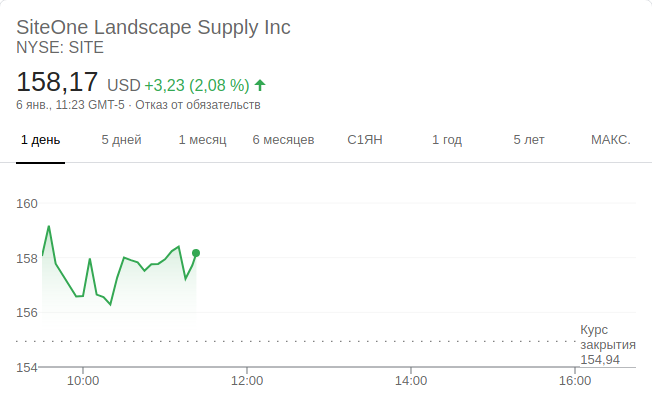 SiteOne Landscape Supply Inc
NYSE: SITE
158,17 USD +3,23 (2,08 %)
6 янв., 11:23 GMT-5 · Отказ от обязательств
1 день 5 дней 1 месяц 6 месяцев С1ЯН 1 год 5 лет МАКС.
160
158
156
Курс
закрытия
154,94
154
10:00 12:00 14:00 16:00